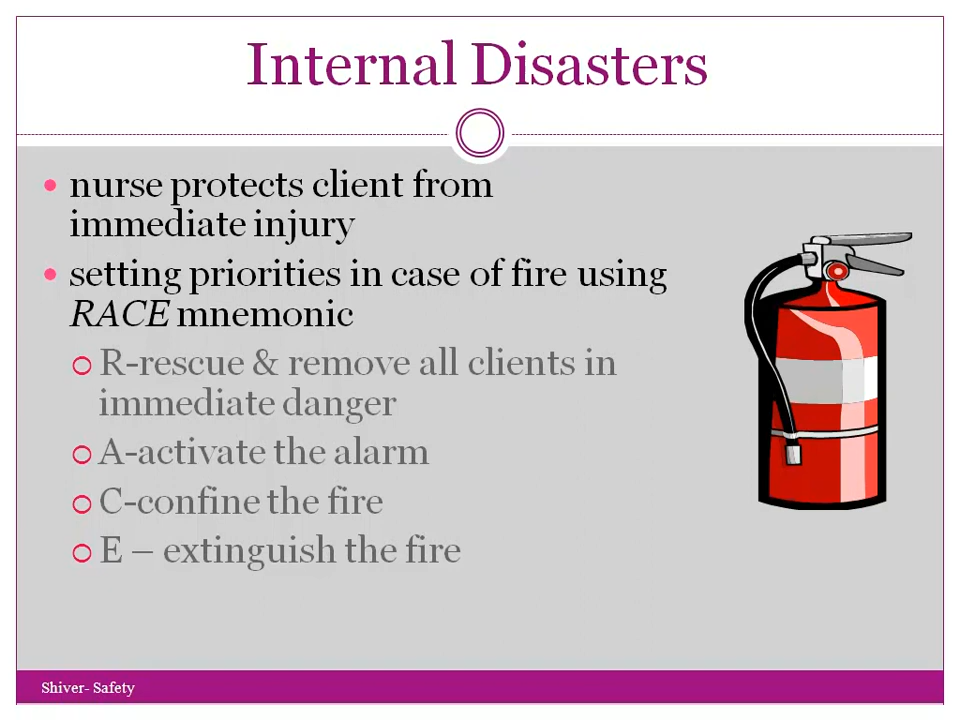 Internal Disasters
nurse protects client from
immediate injury
setting priorities in case of fire using
RACE mnemonic
R-rescue & remove all clients in
immediate danger
A-activate the alarm
C-confine the fire
E – extinguish the fire
Shiver- Safety